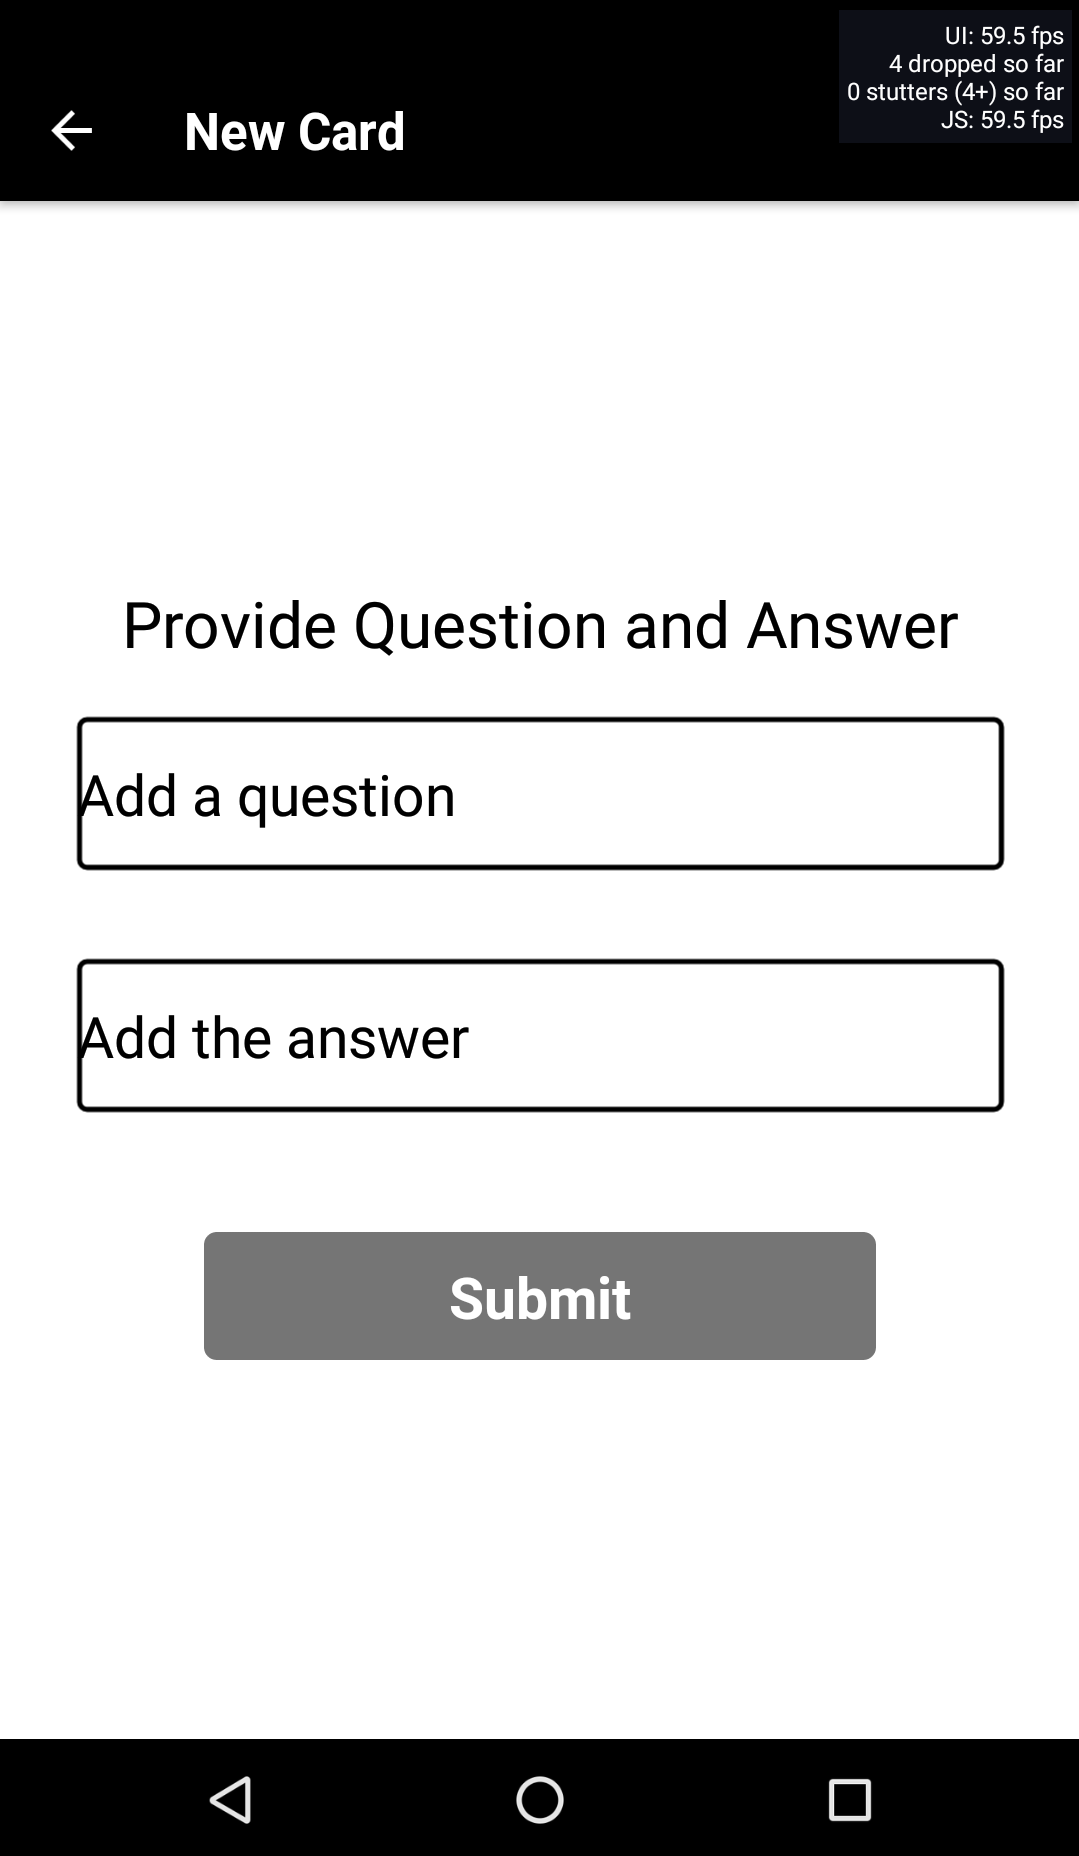 UI: 59.5 fps
4 dropped so far
0 stutters (4+) so far
JS: 59.5 fps
New Card
Provide Question and Answer
Add a question
Add the answer
Submit